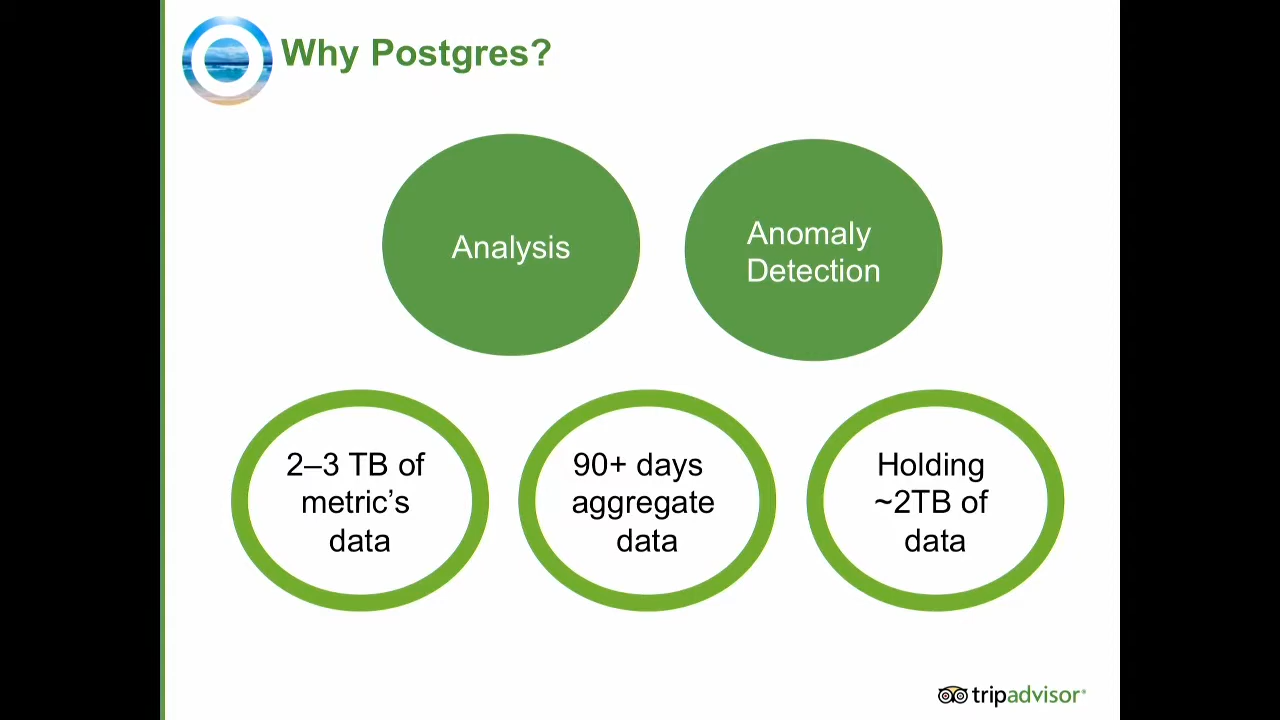 Why Postgres?
Analysis
Anomaly
Detection
2–3 TB of
metric’s
data
90+ days
aggregate
data
Holding
~2TB of
data
tripadvisor®